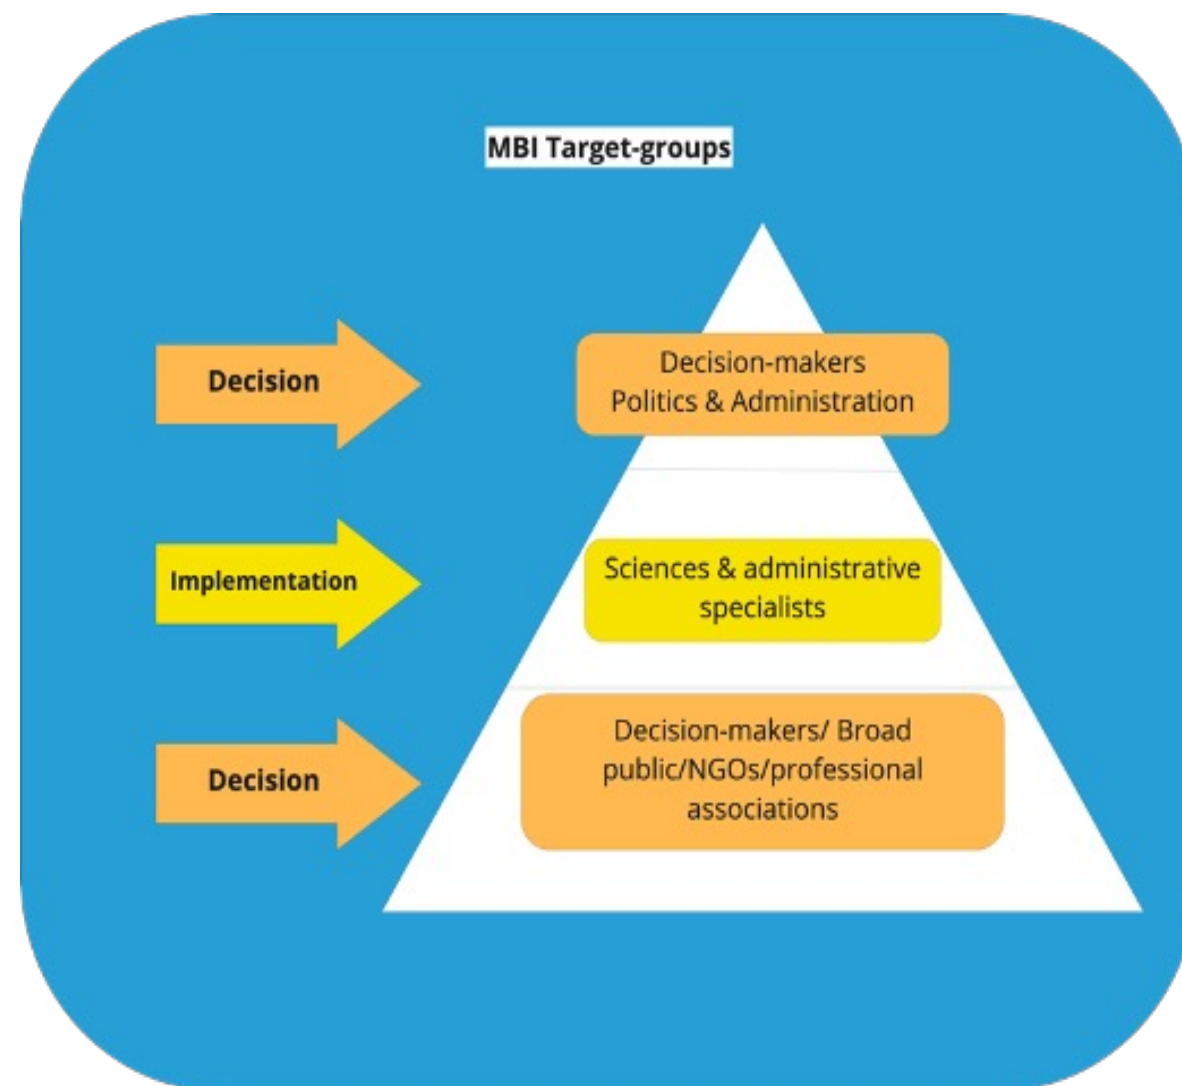 MBI Target-groups
Decision
Decision-makers
Politics & Administration
Implementation
Sciences & administrative
specialists
Decision
Decision-makers/ Broad
public/NGOs/professional
associations